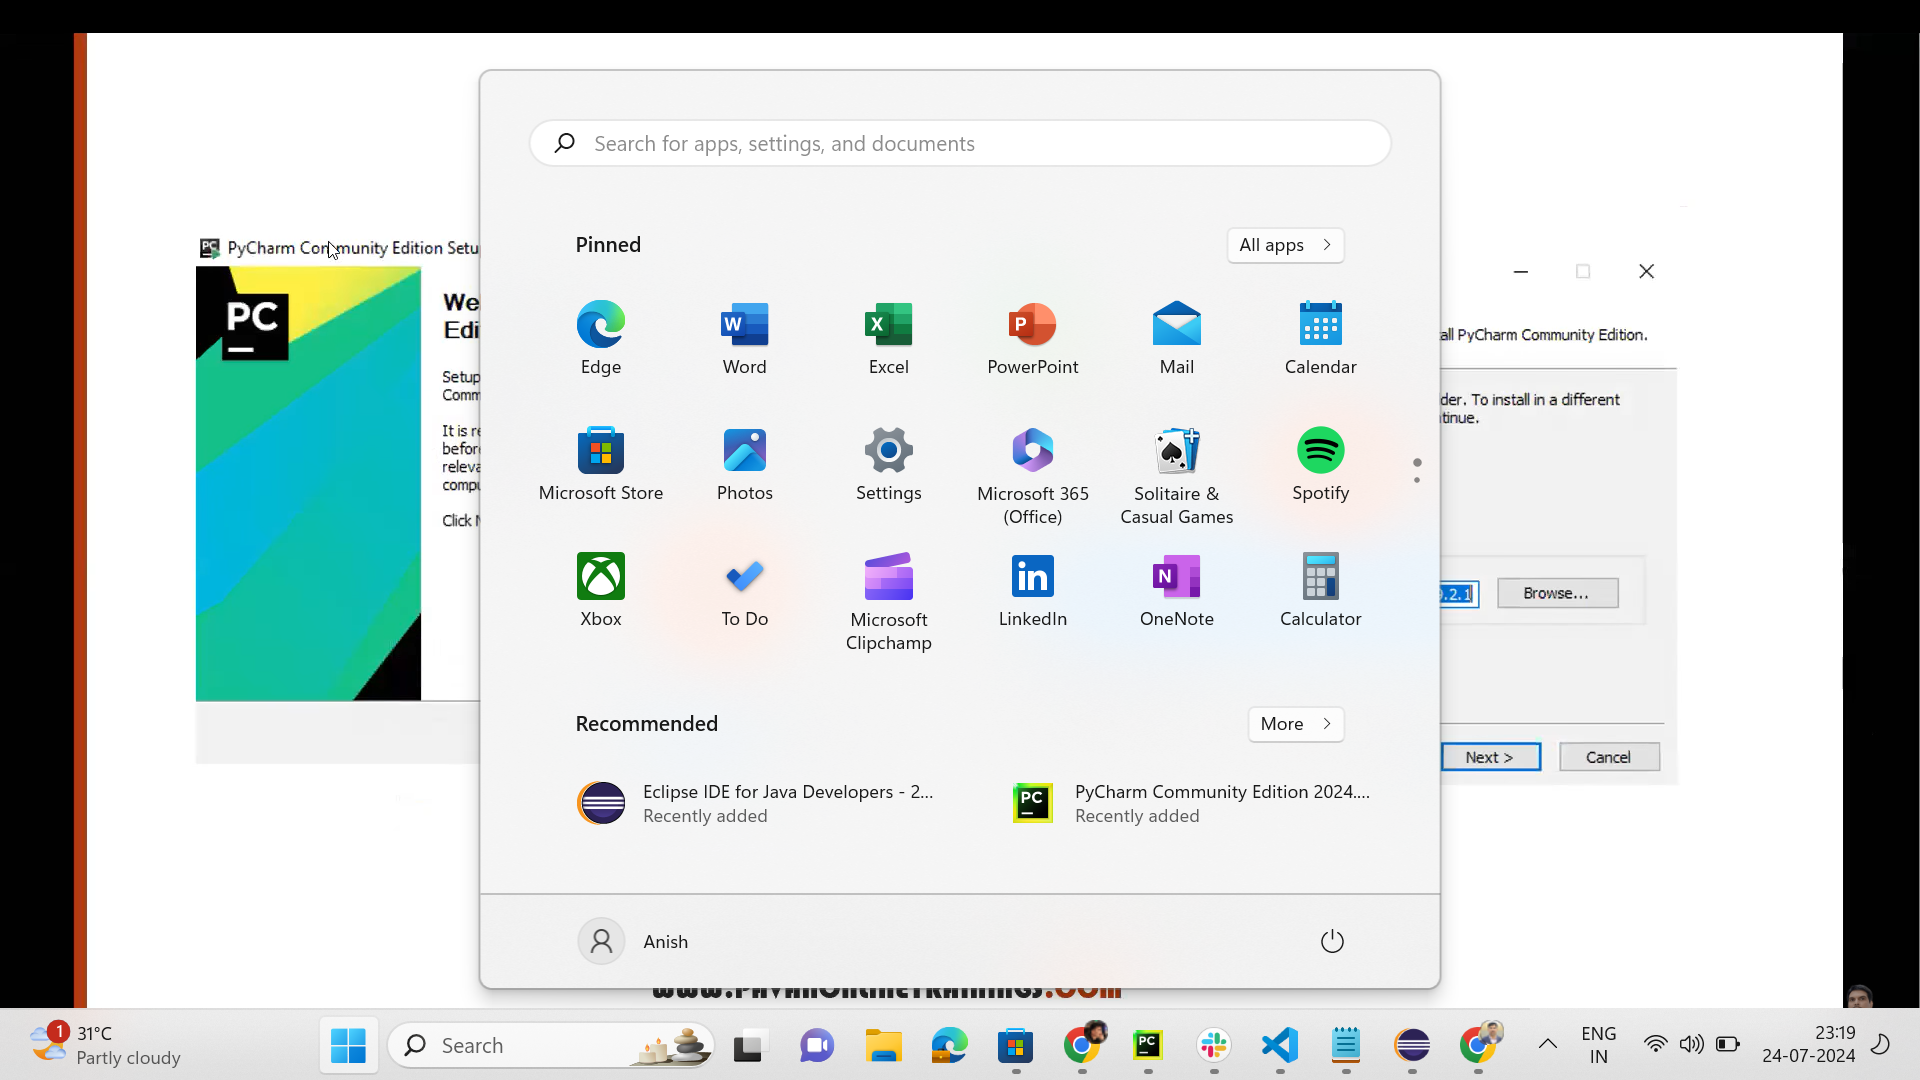 Search for apps, settings, and documents
Pinned
All apps
PyCharm Community Edition Setu
PC
We
Edi
Setup
Comm
It is re
befor
releva
compu
Click N
Edge
Word
Excel
PowerPoint
Mail
Calendar
Microsoft Store
Photos
Settings
Microsoft 365
(Office)
Solitaire &
Casual Games
Spotify
Xbox
To Do
Microsoft
Clipchamp
LinkedIn
OneNote
Calculator
all PyCharm Community Edition.
der. To install in a different
tinue.
9.2.1
Browse...
Next >
Cancel
Recommended
More
Eclipse IDE for Java Developers - 2...
Recently added
PC
PyCharm Community Edition 2024....
Recently added
Anish
www.PavanOnlineTrainings.com
1
31°C
Partly cloudy
Search
PC
ENG
IN
23:19
24-07-2024